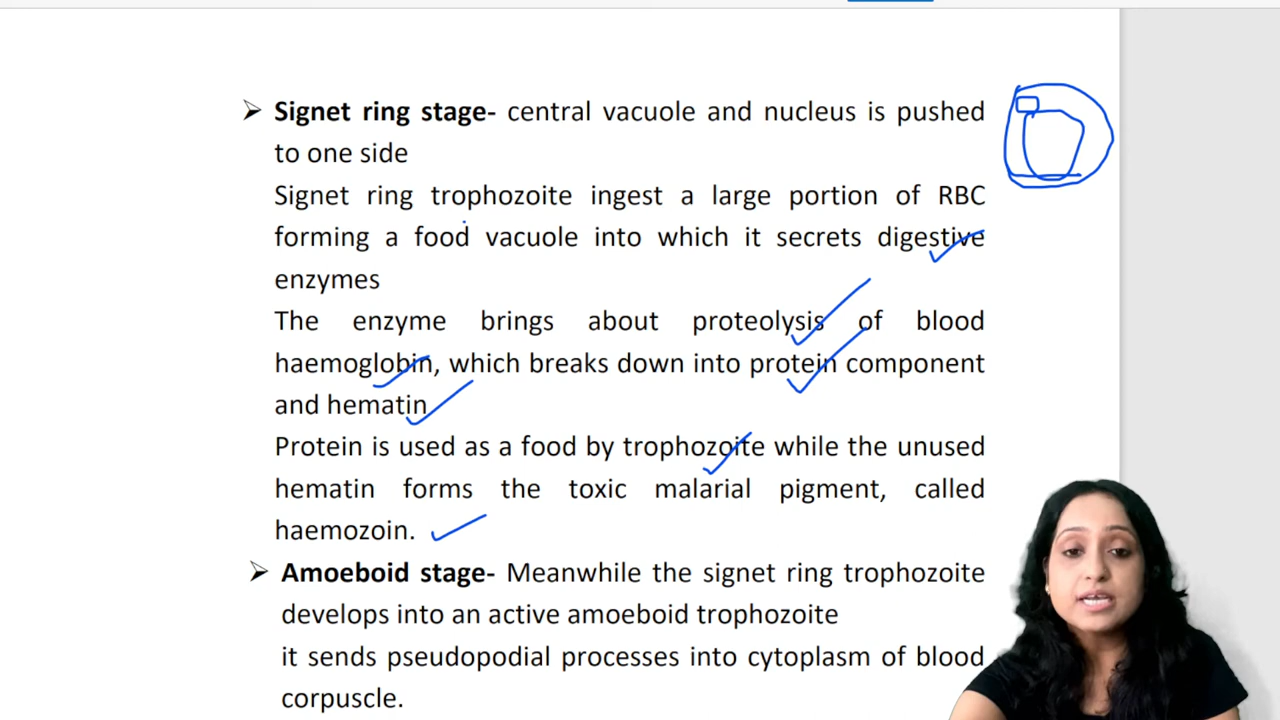 ➢ Signet ring stage- central vacuole and nucleus is pushed
to one side
Signet ring trophozoite ingest a large portion of RBC
forming a food vacuole into which it secrets digestive
enzymes
The enzyme brings about proteolysis of blood
haemoglobin, which breaks down into protein component
and hematin
Protein is used as a food by trophozoite while the unused
hematin forms the toxic malarial pigment, called
haemozoin.
➢ Amoeboid stage- Meanwhile the signet ring trophozoite
develops into an active amoeboid trophozoite
it sends pseudopodial processes into cytoplasm of blood
corpuscle.